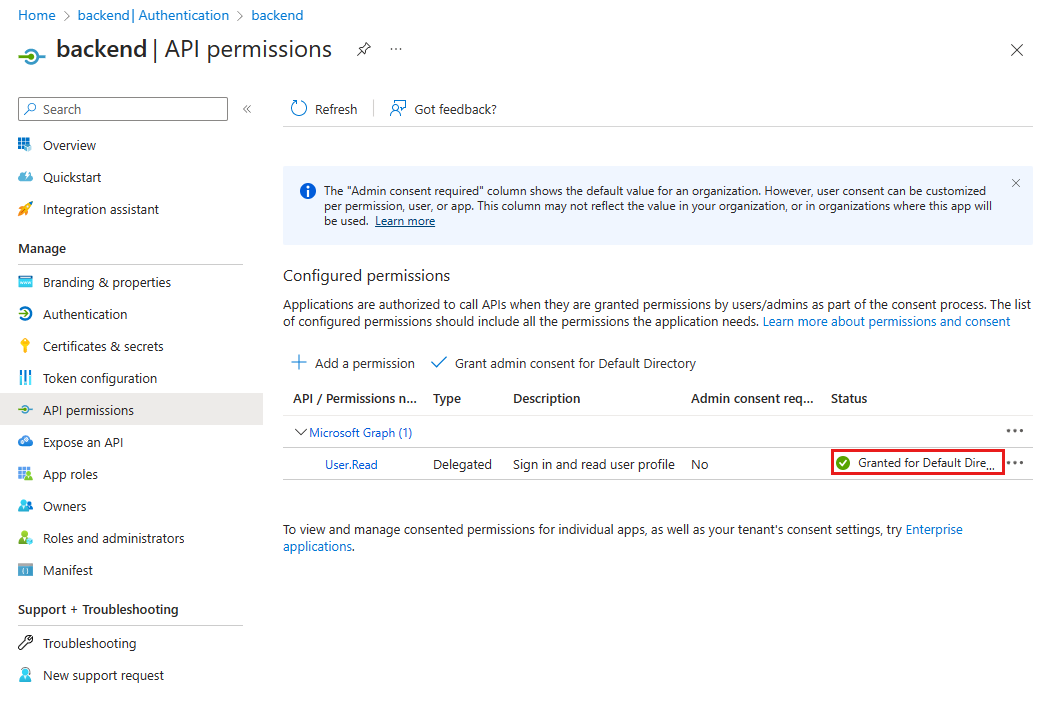 Home > backend | Authentication > backend
backend | API permissions
Search
Overview
Quickstart
Integration assistant
Manage
Branding & properties
Authentication
Certificates & secrets
Token configuration
API permissions
Expose an API
App roles
Owners
Roles and administrators
Manifest
Support + Troubleshooting
Troubleshooting
New support request
Refresh
Got feedback?
The "Admin consent required" column shows the default value for an organization. However, user consent can be customized
per permission, user, or app. This column may not reflect the value in your organization, or in organizations where this app will
be used. Learn more
Configured permissions
Applications are authorized to call APIs when they are granted permissions by users/admins as part of the consent process. The list
of configured permissions should include all the permissions the application needs. Learn more about permissions and consent
Add a permission Grant admin consent for Default Directory
API / Permissions n... Type Description Admin consent req... Status
Microsoft Graph (1)
User.Read Delegated Sign in and read user profile No Granted for Default Dire...
To view and manage consented permissions for individual apps, as well as your tenant's consent settings, try Enterprise
applications.